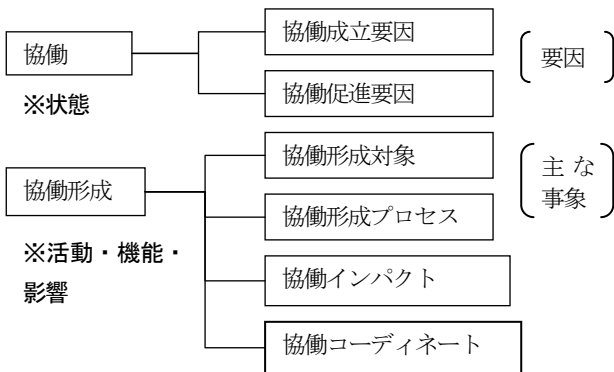 協働
※状態
協働成立要因
協働促進要因
要因
協働形成
※活動・機能・
影響
協働形成対象
協働形成プロセス
協働インパクト
協働コーディネート
主 な
事象